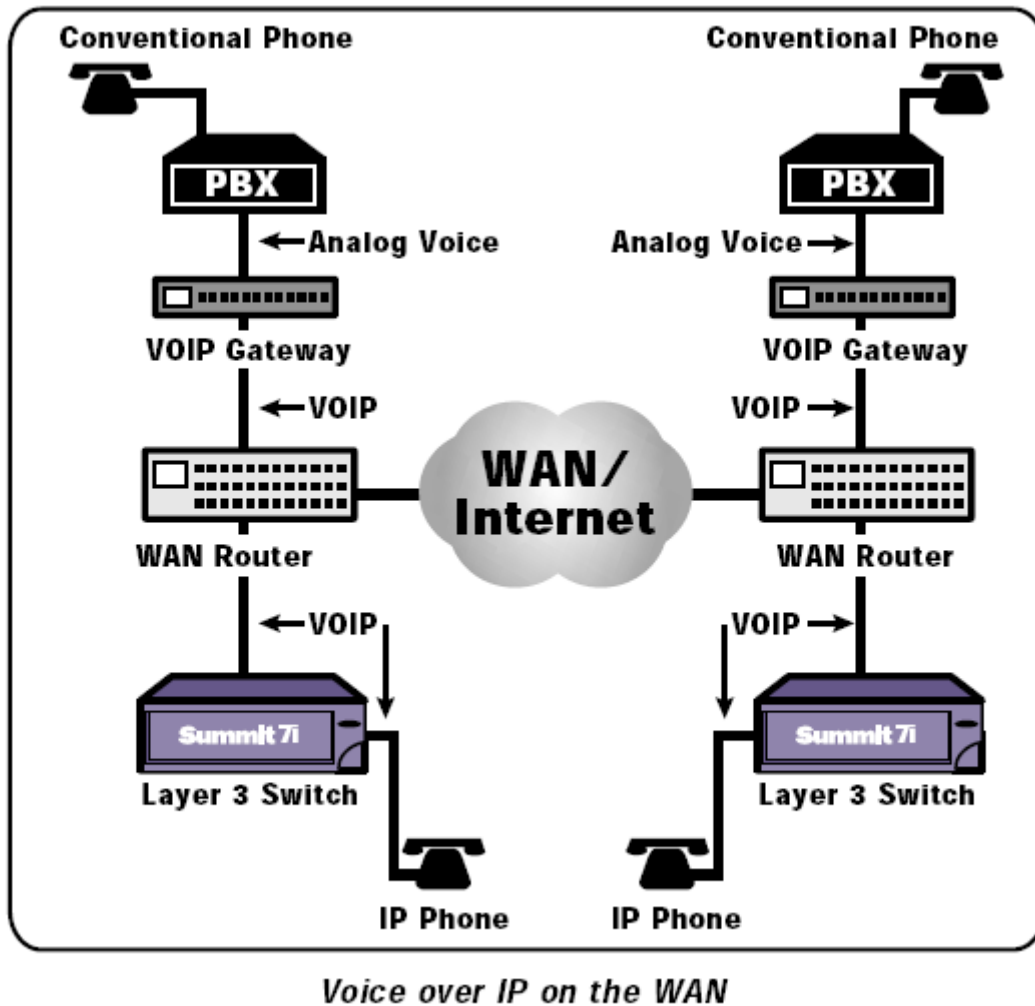 Conventional Phone
Conventional Phone
PBX
PBX
Analog Voice
Analog Voice
VOIP Gateway
VOIP Gateway
VOIP
VOIP
WAN/
Internet
WAN Router
WAN Router
VOIP
VOIP
Summit 7i
Summit 7i
Layer 3 Switch
Layer 3 Switch
IP Phone
IP Phone
Voice over IP on the WAN